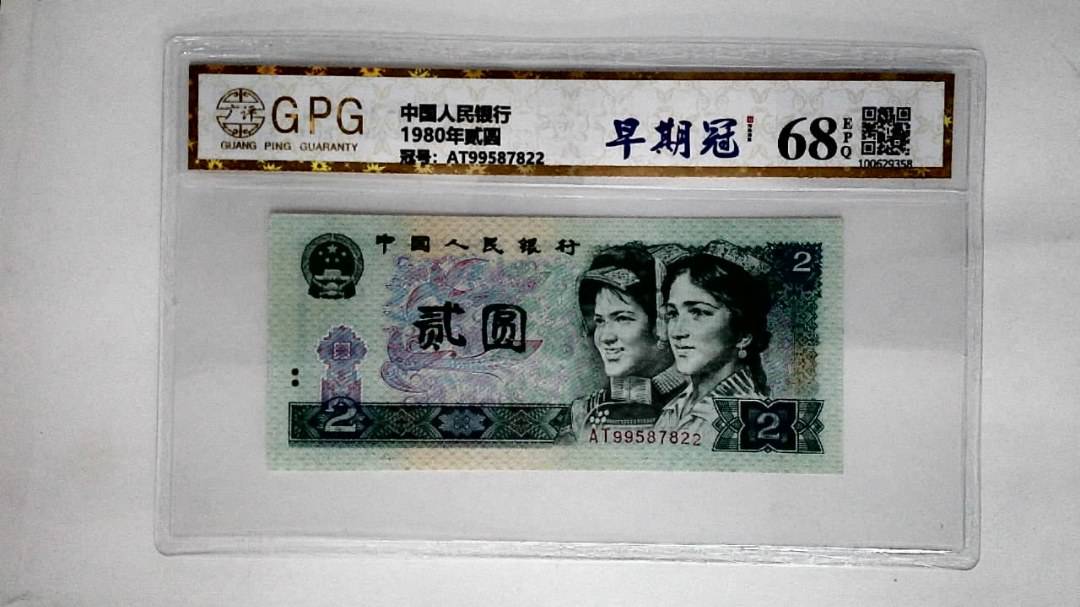 广评
GPG
GUANG PING GUARANTY
中国人民银行
1980年贰圆
冠号：AT99587822
早期冠
68
EPQ
100629358
中国人民银行
2
贰圆
2
AT99587822
2